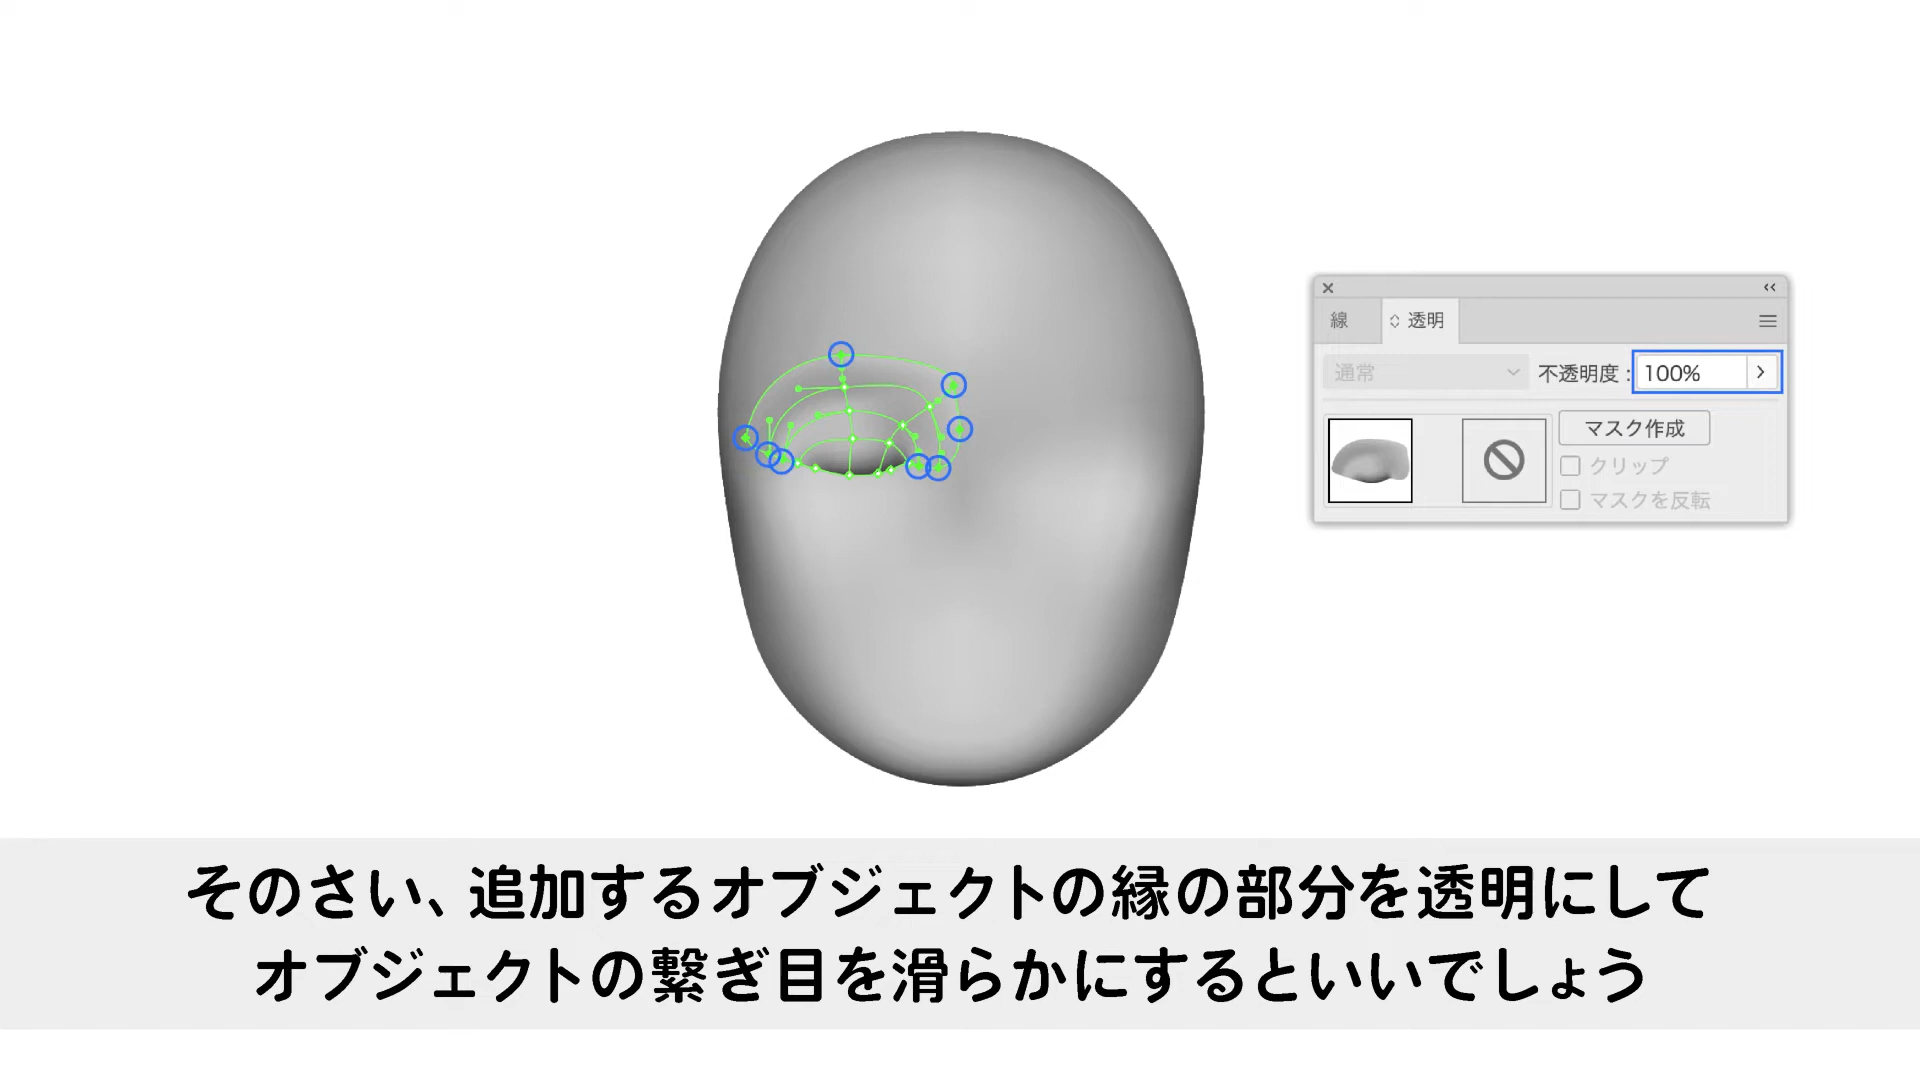 線
透明
通常
不透明度 : 100%
マスク作成
クリップ
マスクを反転
そのさい、追加するオブジェクトの縁の部分を透明にして
オブジェクトの繋ぎ目を滑らかにするといいでしょう